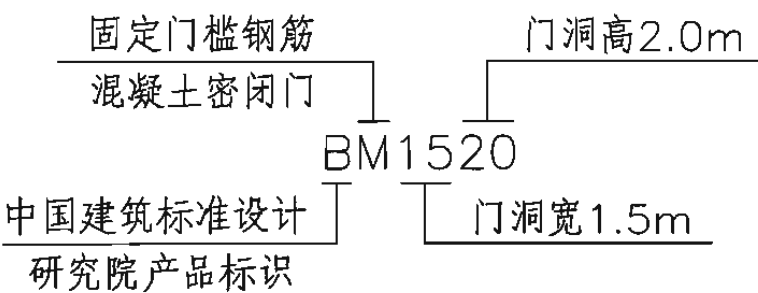 固定门槛钢筋
混凝土密闭门
门洞高2.0m
BM1520
中国建筑标准设计
研究院产品标识
门洞宽1.5m